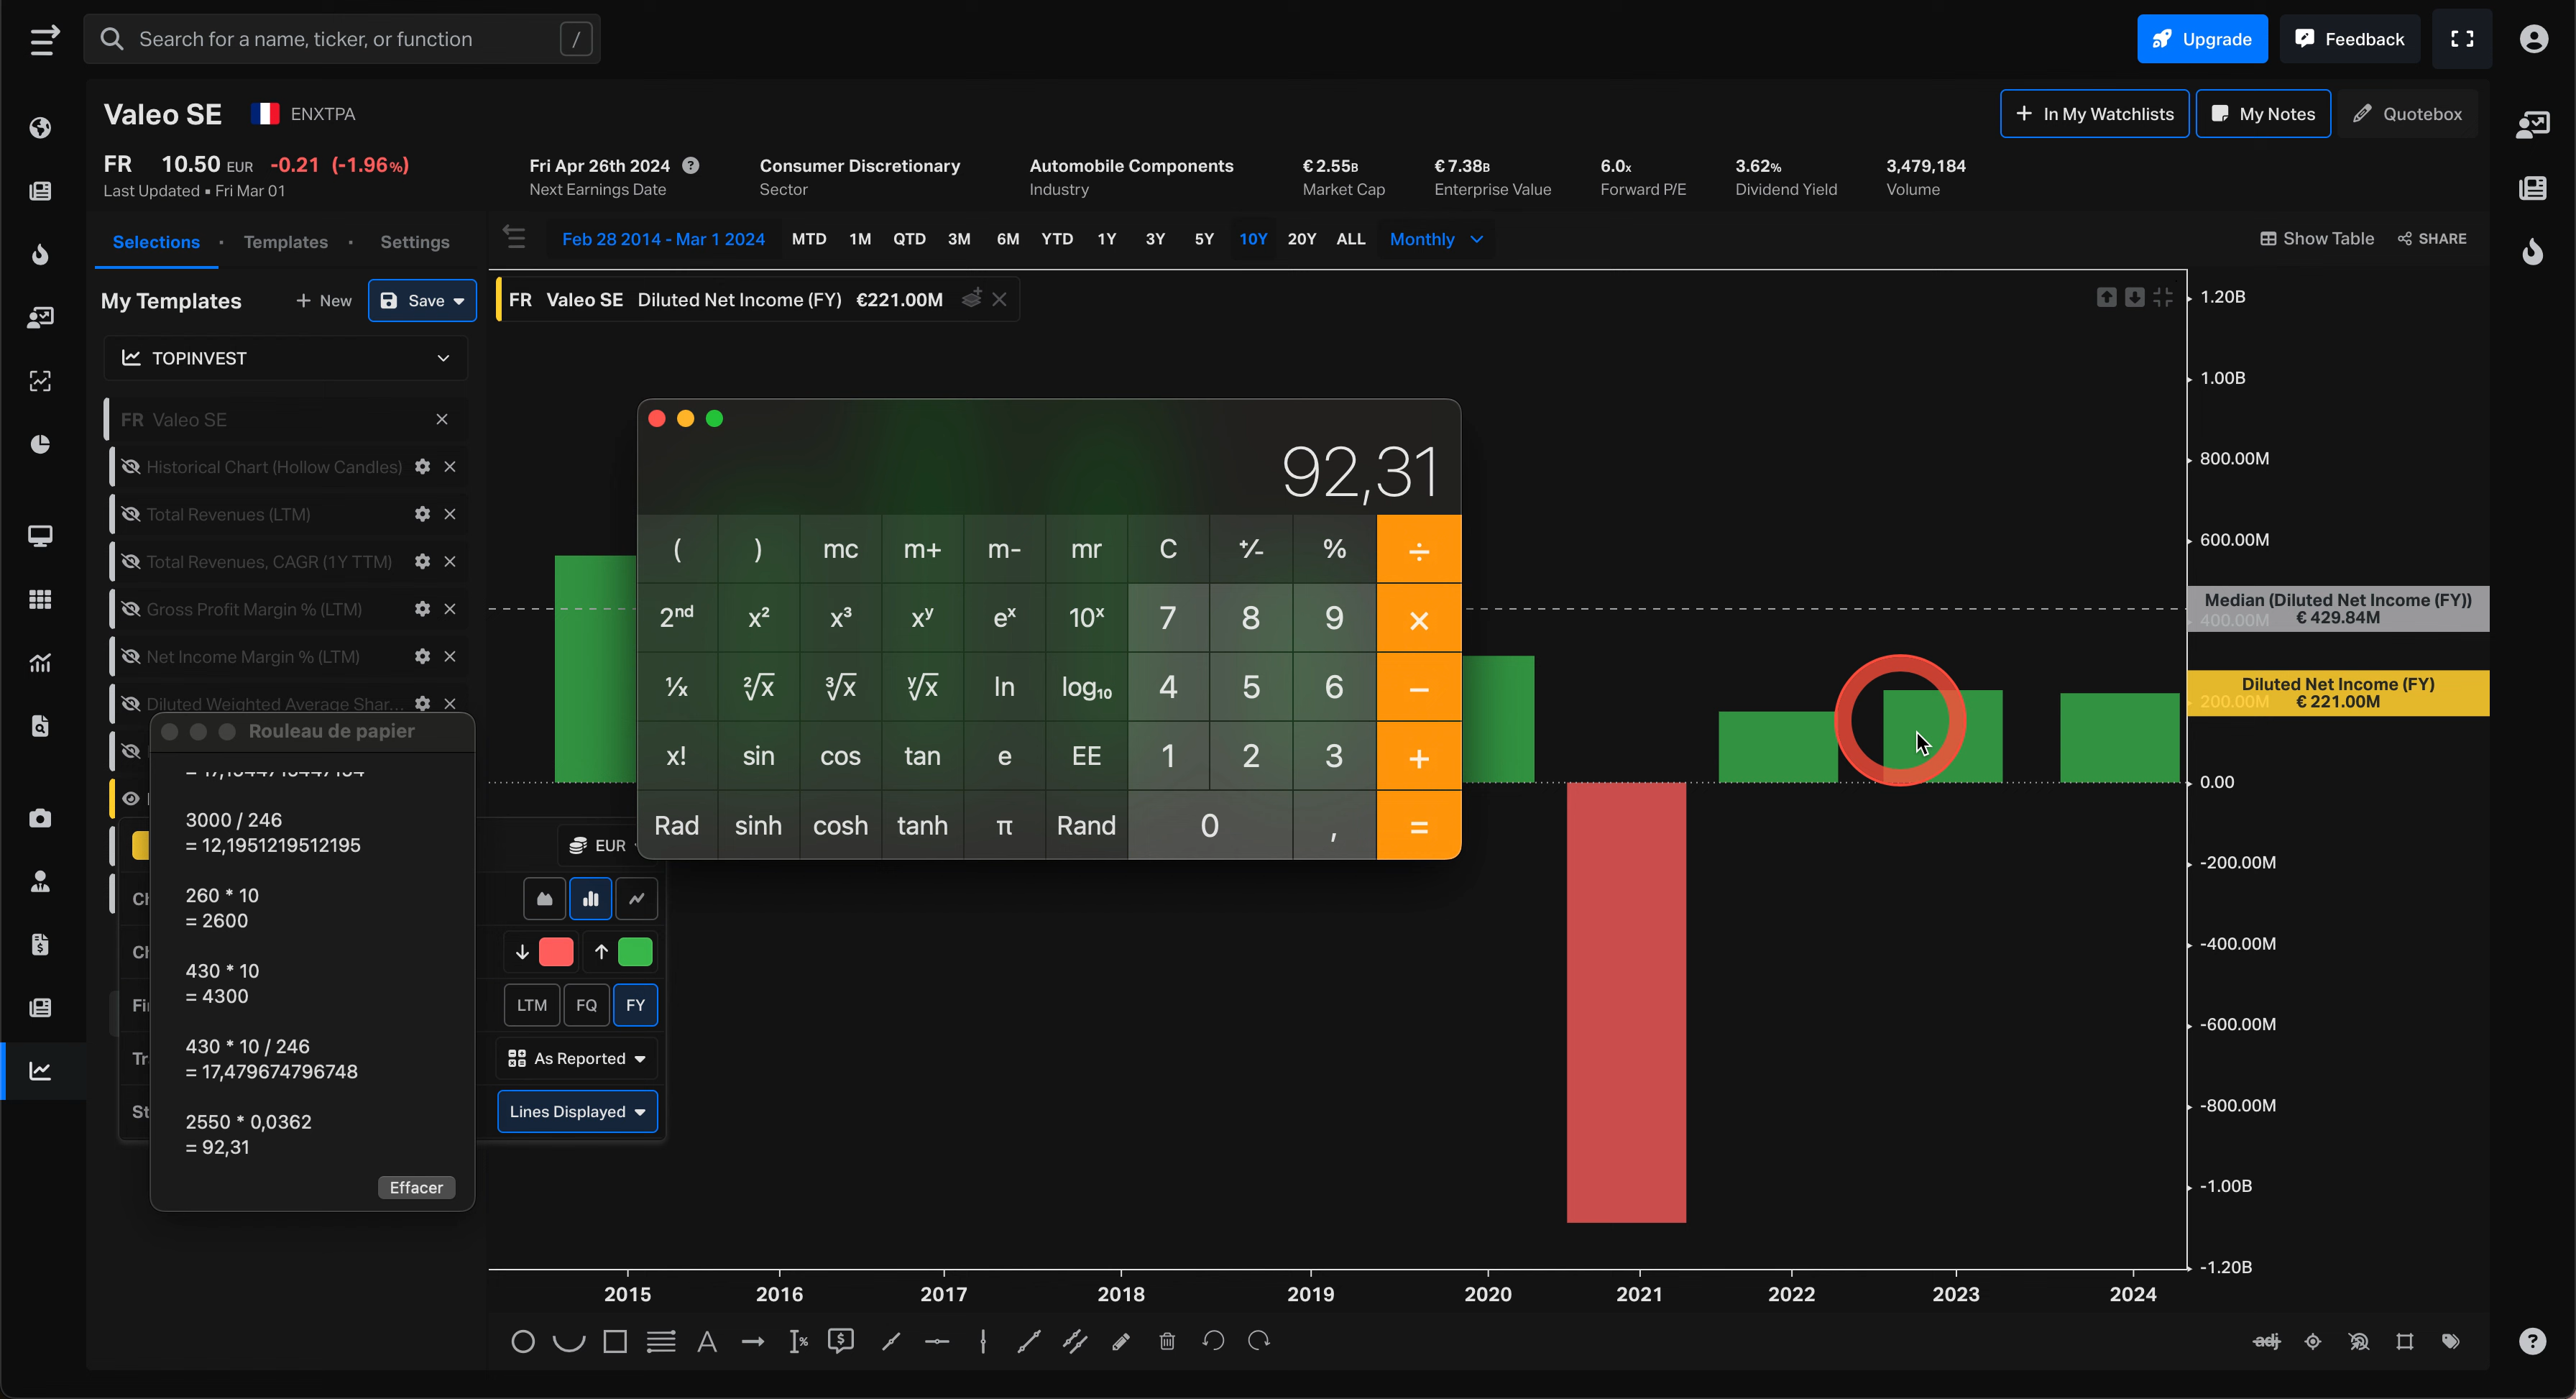 Search for a name, ticker, or function /
Upgrade
Feedback
Valeo SE ENXTPA
In My Watchlists
My Notes
Quotebox
FR 10.50 EUR -0.21 (-1.96%)
Last Updated ▪ Fri Mar 01
Fri Apr 26th 2024
Next Earnings Date
Consumer Discretionary
Sector
Automobile Components
Industry
€2.55B
Market Cap
€7.38B
Enterprise Value
6.0x
Forward P/E
3.62%
Dividend Yield
3,479,184
Volume
Selections · Templates · Settings
Feb 28 2014 - Mar 1 2024 MTD 1M QTD 3M 6M YTD 1Y 3Y 5Y 10Y 20Y ALL Monthly
Show Table
SHARE
My Templates + New Save
TOPINVEST
FR Valeo SE
Historical Chart (Hollow Candles)
Total Revenues (LTM)
Total Revenues, CAGR (1Y TTM)
Gross Profit Margin % (LTM)
Net Income Margin % (LTM)
Diluted Weighted Average Shar...
FR Valeo SE Diluted Net Income (FY) €221.00M
Rouleau de papier
3000 / 246
= 12,1951219512195
260 * 10
= 2600
430 * 10
= 4300
430 * 10 / 246
= 17,479674796748
2550 * 0,0362
= 92,31
Effacer
EUR
LTM FQ FY
As Reported
Lines Displayed
92,31
( ) mc m+ m- mr C ⁺∕₋ % ÷
2nd x² x³ xʸ eˣ 10ˣ 7 8 9 ×
¹∕x ²√x ³√x ʸ√x ln log₁₀ 4 5 6 −
x! sin cos tan e EE 1 2 3 +
Rad sinh cosh tanh π Rand 0 , =
1.20B
1.00B
800.00M
600.00M
Median (Diluted Net Income (FY))
€ 429.84M
400.00M
Diluted Net Income (FY)
€ 221.00M
200.00M
0.00
-200.00M
-400.00M
-600.00M
-800.00M
-1.00B
-1.20B
2015 2016 2017 2018 2019 2020 2021 2022 2023 2024
adj